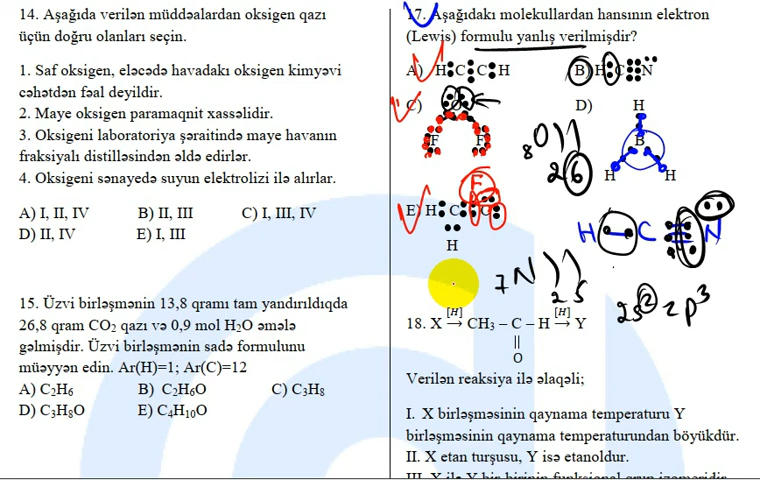 14. Aşağıda verilən müddəalardan oksigen qazı
üçün doğru olanları seçin.
1. Saf oksigen, eləcədə havadakı oksigen kimyəvi
cəhətdən fəal deyildir.
2. Maye oksigen paramaqnit xassəlidir.
3. Oksigeni laboratoriya şəraitində maye havanın
fraksiyalı distilləsindən əldə edirlər.
4. Oksigeni sənayedə suyun elektrolizi ilə alırlar.
A) I, II, IV B) II, III C) I, III, IV
D) II, IV E) I, III
15. Üzvi birləşmənin 13,8 qramı tam yandırıldıqda
26,8 qram CO₂ qazı və 0,9 mol H₂O əmələ
gəlmişdir. Üzvi birləşmənin sadə formulunu
müəyyən edin. Ar(H)=1; Ar(C)=12
A) C₂H₆ B) C₂H₆O C) C₃H₈
D) C₃H₈O E) C₄H₁₀O
17. Aşağıdakı molekullardan hansının elektron
(Lewis) formulu yanlış verilmişdir?
A) H:C:::C:H B) H:C:::N:
C) O D) H
F F B
H H
₈O))
2 6
E) H:C::O:
F
H
H–C≡N:
₇N))
2 5
2s² 2p³
18. X →[H] CH₃ – C – H →[H] Y
||
O
Verilən reaksiya ilə əlaqəli;
I. X birləşməsinin qaynama temperaturu Y
birləşməsinin qaynama temperaturundan böyükdür.
II. X etan turşusu, Y isə etanoldur.